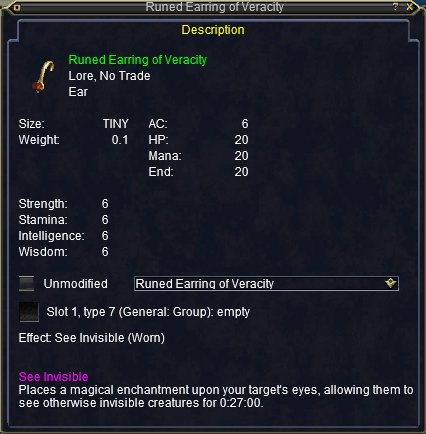 Runed Earring of Veracity
? X
Description
Runed Earring of Veracity
Lore, No Trade
Ear
Size: TINY AC: 6
Weight: 0.1 HP: 20
Mana: 20
End: 20
Strength: 6
Stamina: 6
Intelligence: 6
Wisdom: 6
Unmodified Runed Earring of Veracity
Slot 1, type 7 (General: Group): empty
Effect: See Invisible (Worn)
See Invisible
Places a magical enchantment upon your target's eyes, allowing them to
see otherwise invisible creatures for 0:27:00.